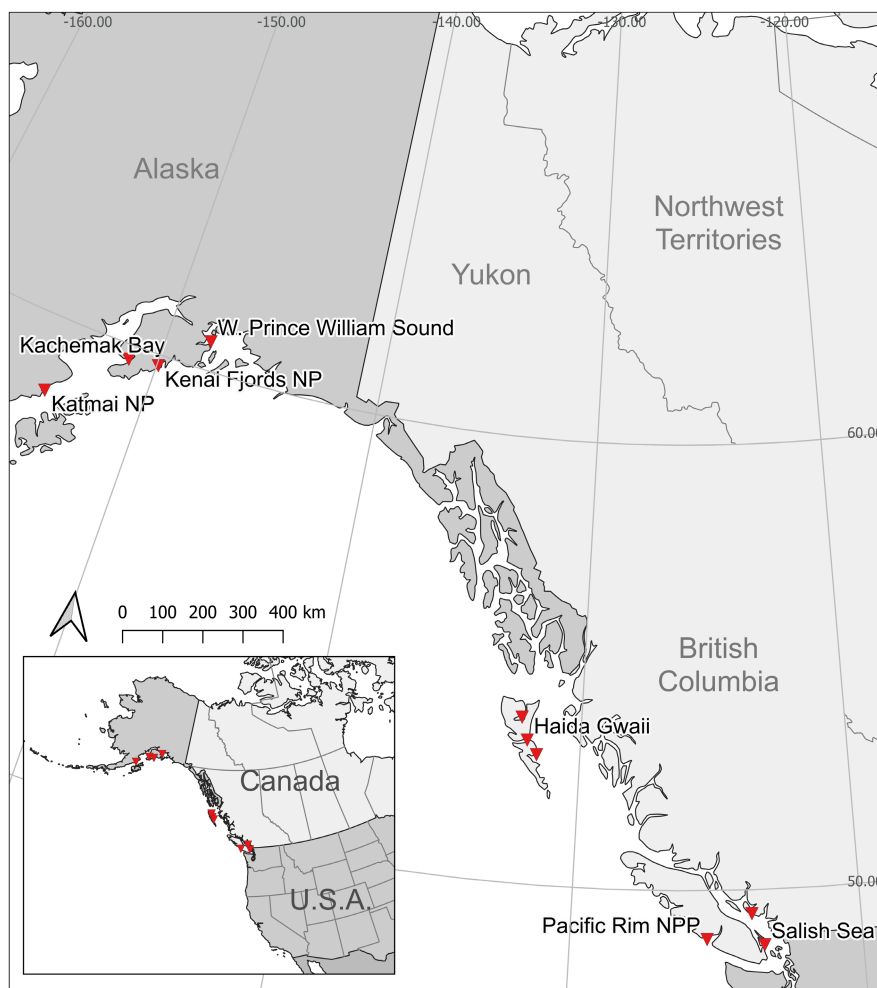 -160.00
-150.00
-140.00
-130.00
-120.00
Alaska
Northwest
Territories
Yukon
W. Prince William Sound
Kachemak Bay
Kenai Fjords NP
Katmai NP
60.00
0 100 200 300 400 km
British
Columbia
Haida Gwaii
Canada
U.S.A.
50.00
Pacific Rim NPP
Salish Sea